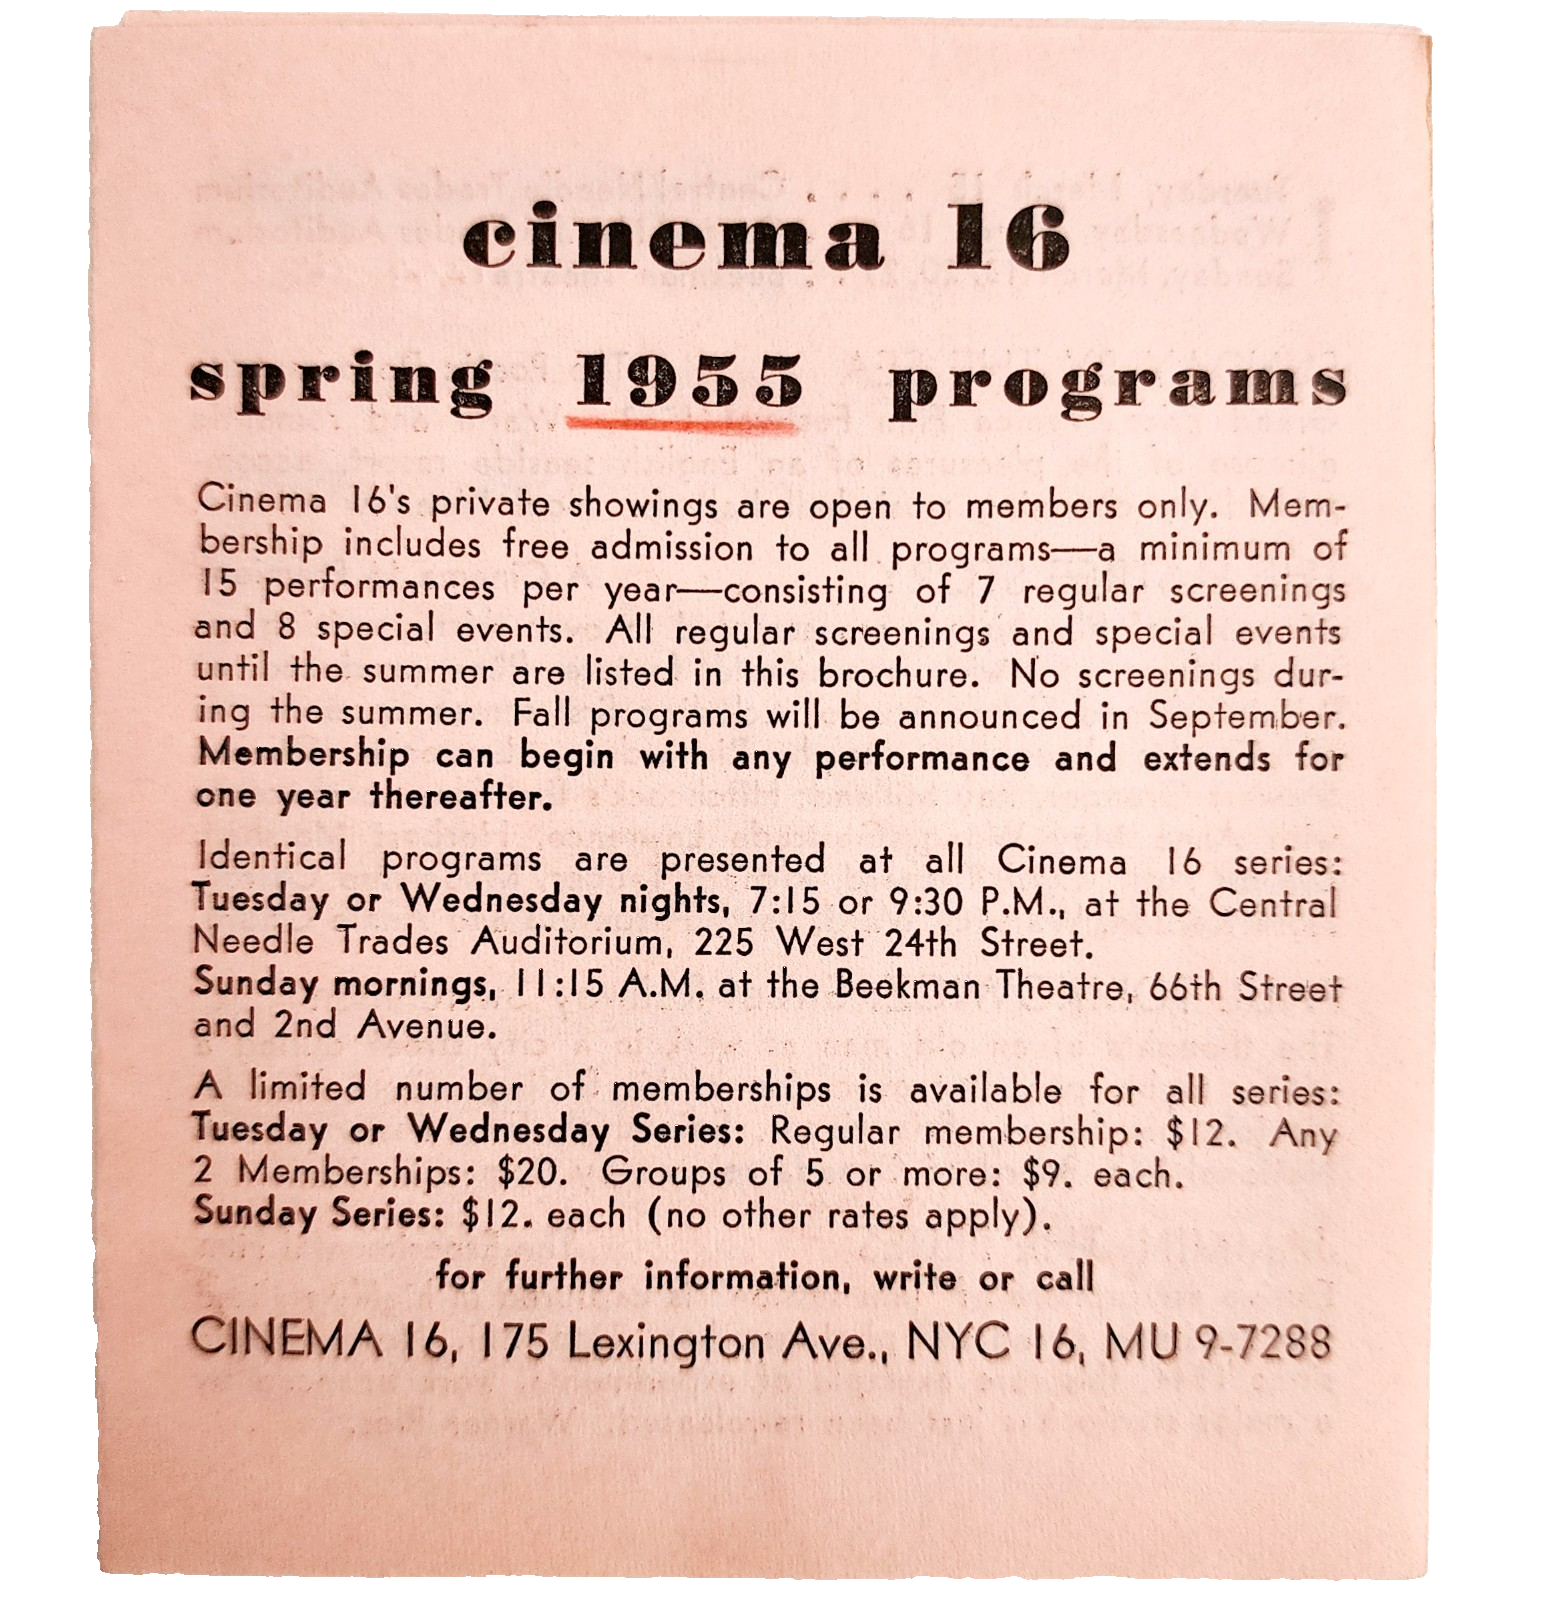 cinema 16
spring 1955 programs
Cinema 16's private showings are open to members only. Mem-
bership includes free admission to all programs—a minimum of
15 performances per year—consisting of 7 regular screenings
and 8 special events. All regular screenings and special events
until the summer are listed in this brochure. No screenings dur-
ing the summer. Fall programs will be announced in September.
Membership can begin with any performance and extends for
one year thereafter.
Identical programs are presented at all Cinema 16 series:
Tuesday or Wednesday nights, 7:15 or 9:30 P.M., at the Central
Needle Trades Auditorium, 225 West 24th Street.
Sunday mornings, 11:15 A.M. at the Beekman Theatre, 66th Street
and 2nd Avenue.
A limited number of memberships is available for all series:
Tuesday or Wednesday Series: Regular membership: $12. Any
2 Memberships: $20. Groups of 5 or more: $9. each.
Sunday Series: $12. each (no other rates apply).
for further information, write or call
CINEMA 16, 175 Lexington Ave., NYC 16, MU 9-7288